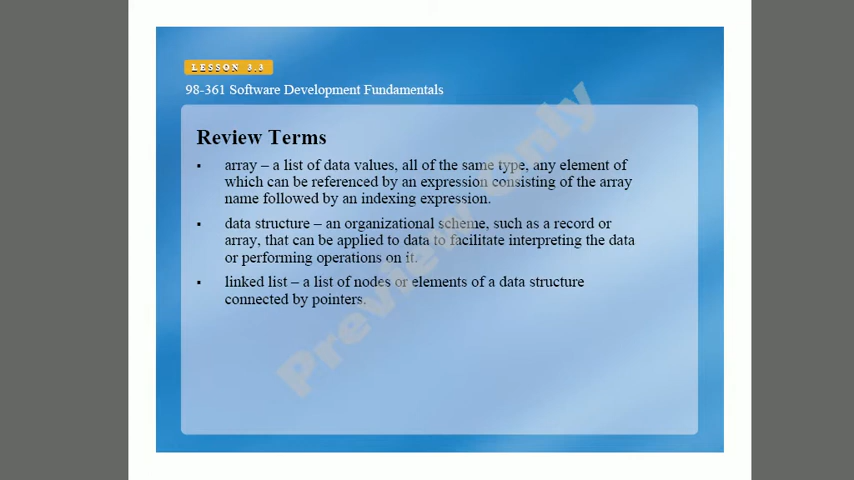 LESSON 3.3
98-361 Software Development Fundamentals
Review Terms
▪ array – a list of data values, all of the same type, any element of
which can be referenced by an expression consisting of the array
name followed by an indexing expression.
▪ data structure – an organizational scheme, such as a record or
array, that can be applied to data to facilitate interpreting the data
or performing operations on it.
▪ linked list – a list of nodes or elements of a data structure
connected by pointers.
Preview Only